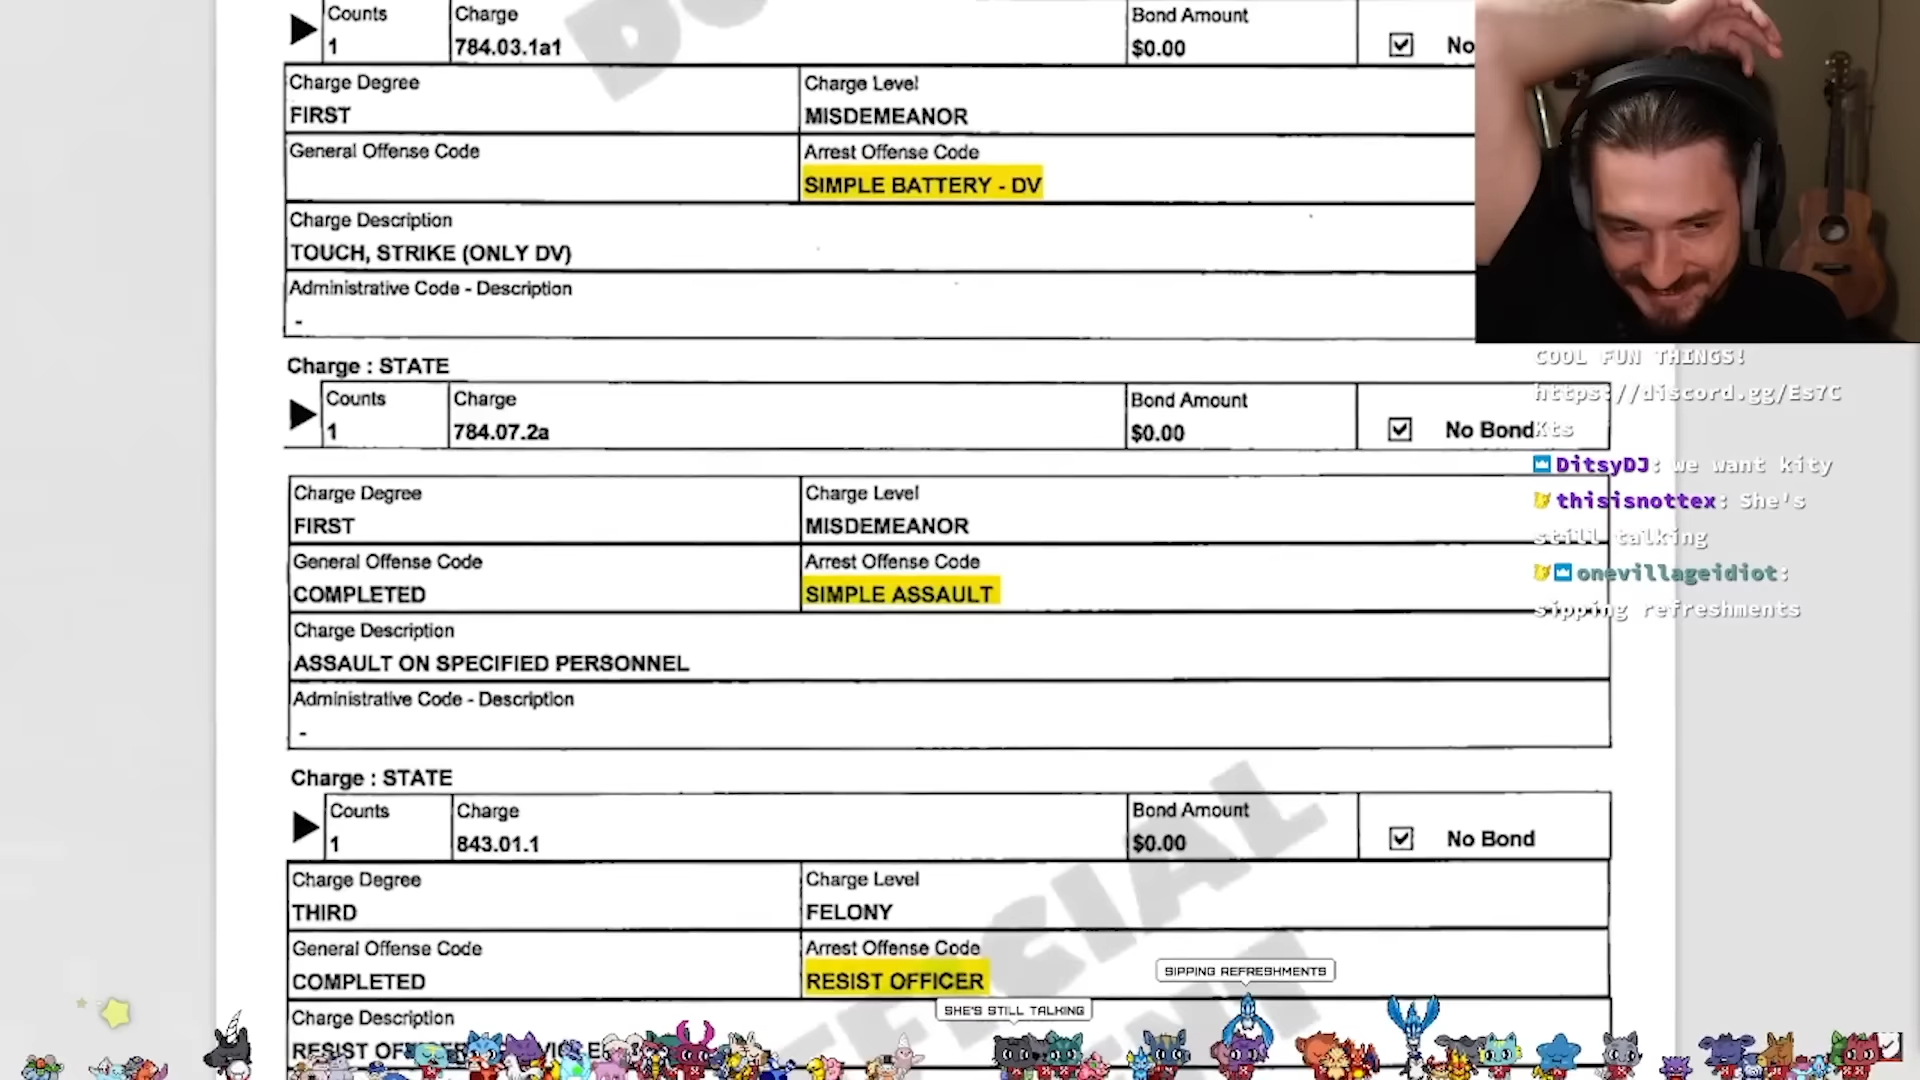 Counts
Charge
Bond Amount
1
784.03.1a1
$0.00
No
Charge Degree
Charge Level
FIRST
MISDEMEANOR
General Offense Code
Arrest Offense Code
SIMPLE BATTERY - DV
Charge Description
TOUCH, STRIKE (ONLY DV)
Administrative Code - Description
-
Charge : STATE
Counts
Charge
Bond Amount
1
784.07.2a
$0.00
No Bond
Charge Degree
Charge Level
FIRST
MISDEMEANOR
General Offense Code
Arrest Offense Code
COMPLETED
SIMPLE ASSAULT
Charge Description
ASSAULT ON SPECIFIED PERSONNEL
Administrative Code - Description
-
Charge : STATE
Counts
Charge
Bond Amount
1
843.01.1
$0.00
No Bond
Charge Degree
Charge Level
THIRD
FELONY
General Offense Code
Arrest Offense Code
COMPLETED
RESIST OFFICER
Charge Description
COOL FUN THINGS!
https://discord.gg/Es7C
Kts
DitsyDJ: we want kity
thisisnottex: She's
still talking
onevillageidiot:
sipping refreshments
SIPPING REFRESHMENTS
SHE'S STILL TALKING